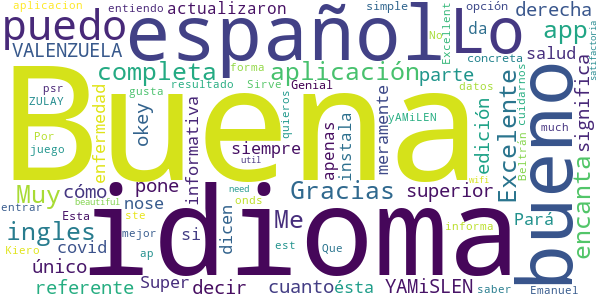 aplicacion
entiendo
actualizaron
simple
opción
derecha
puedo
español
Lo
No
Excellent
da
app
VALENZUELA
completa
aplicación
parte
salud
concreta
satisfactoria
usar
forma
resultado
Sirve
Genial
datos
gusta
psr
ZULAY
Buena
enfermedad
okey
informativa
siempre
quieros
apenas
instala
meramente
yAMiLEN
edición
Excelente
Beltrán
cuidarnos
bueno
significa
encanta
Por
juego
util
much
cómo
pone
Muy
beautiful
idioma
Gracias
superior
need
wifi
entrar
Esta
ste
nose
dicen
Me
onds
informa
Pará
ingles
covid
si
mejor
ap
est
Que
único
Super
decir
cuanto
ésta
YAMiSLEN
saber
Kiero
referente
Emanuel